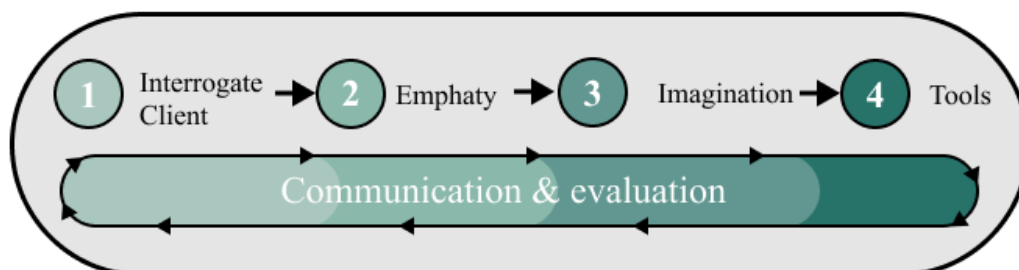 1
Interrogate
Client
2
Emphaty
3
Imagination
4
Tools
Communication & evaluation